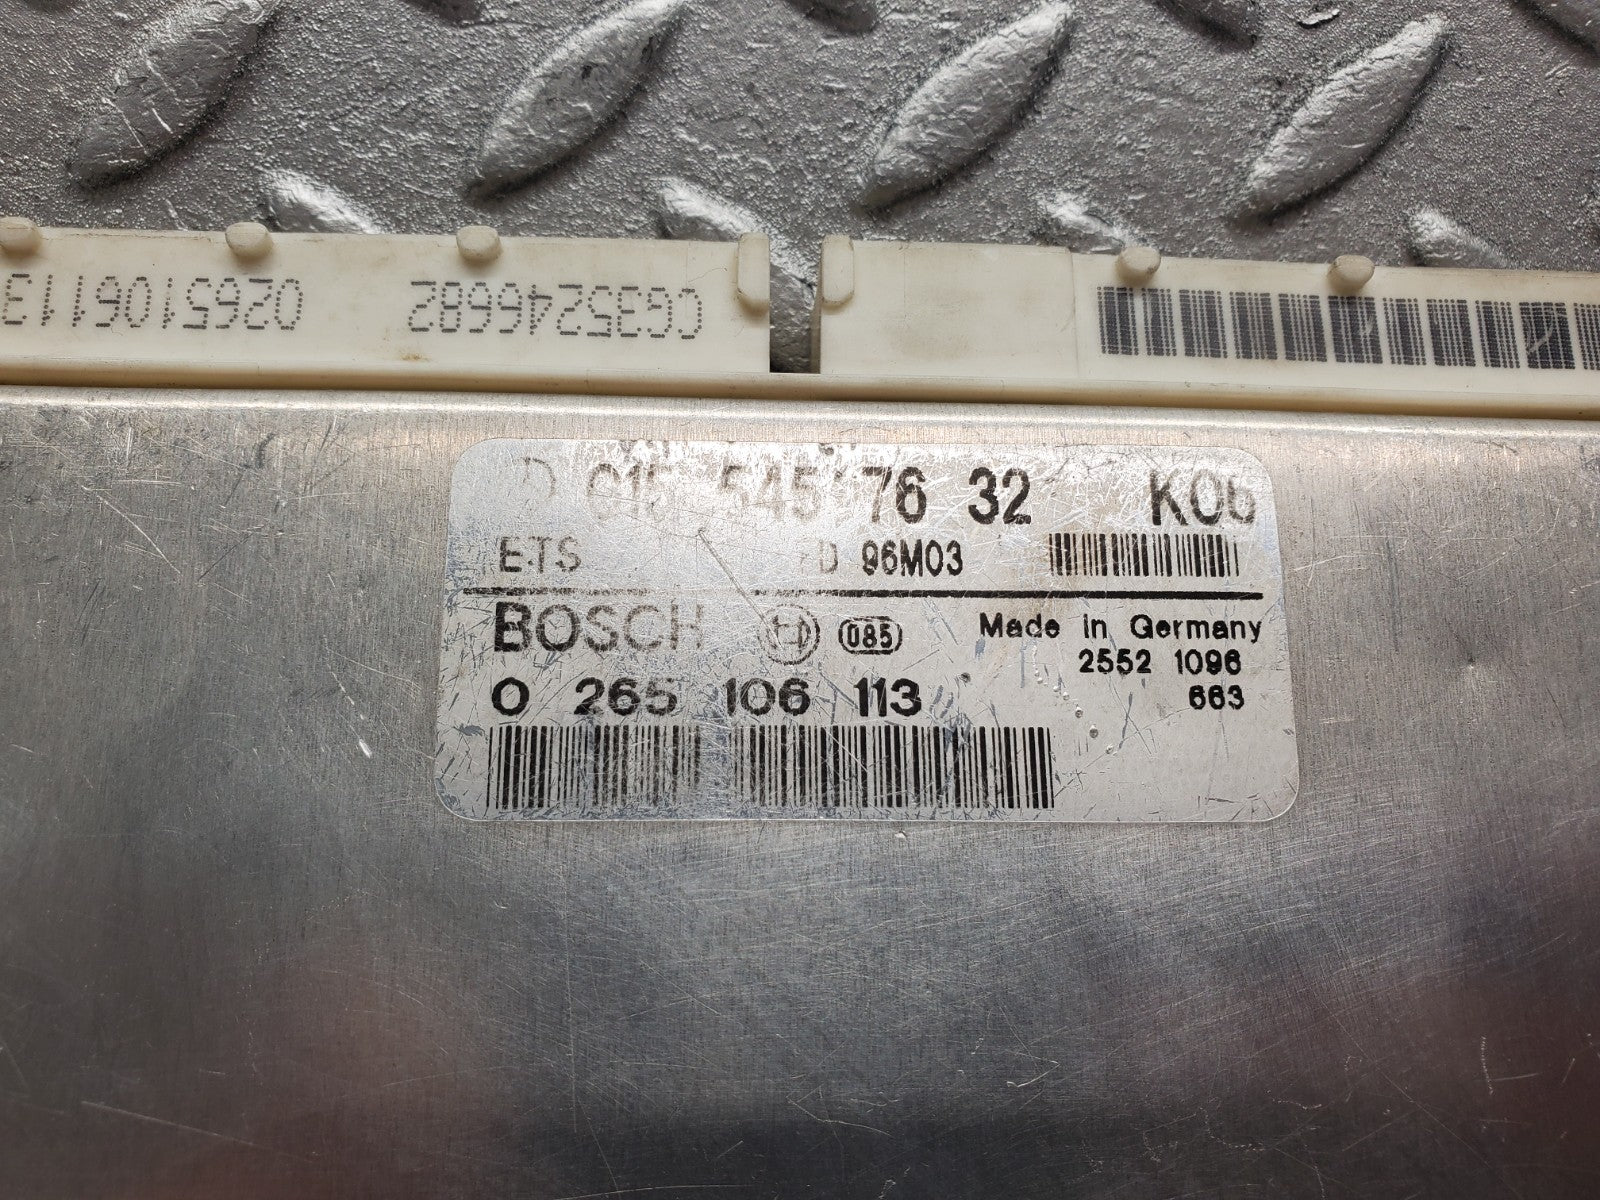 0265106113 CG35246682
015 545 76 32 K06
ETS D 96M03
BOSCH 085 Made in Germany
2552 1096
0 265 106 113 663